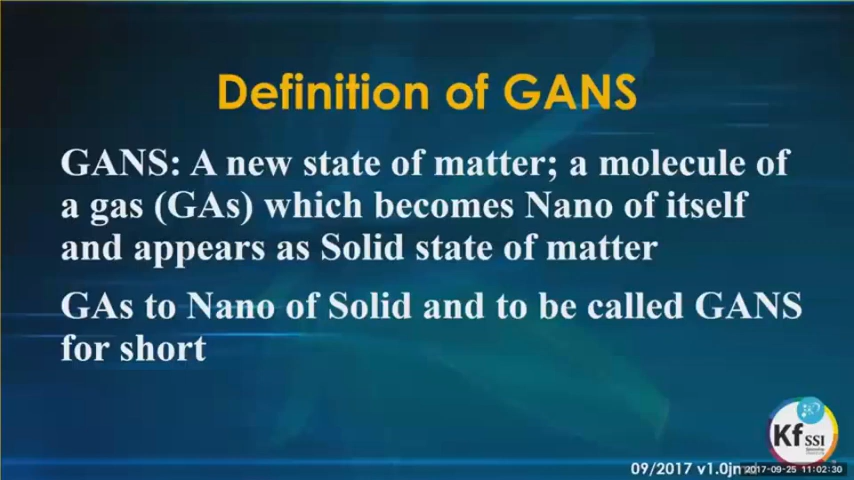 Definition of GANS
GANS: A new state of matter; a molecule of
a gas (GAs) which becomes Nano of itself
and appears as Solid state of matter
GAs to Nano of Solid and to be called GANS
for short
Kf SSI
09/2017 v1.0jm
2017-09-25 11:02:30